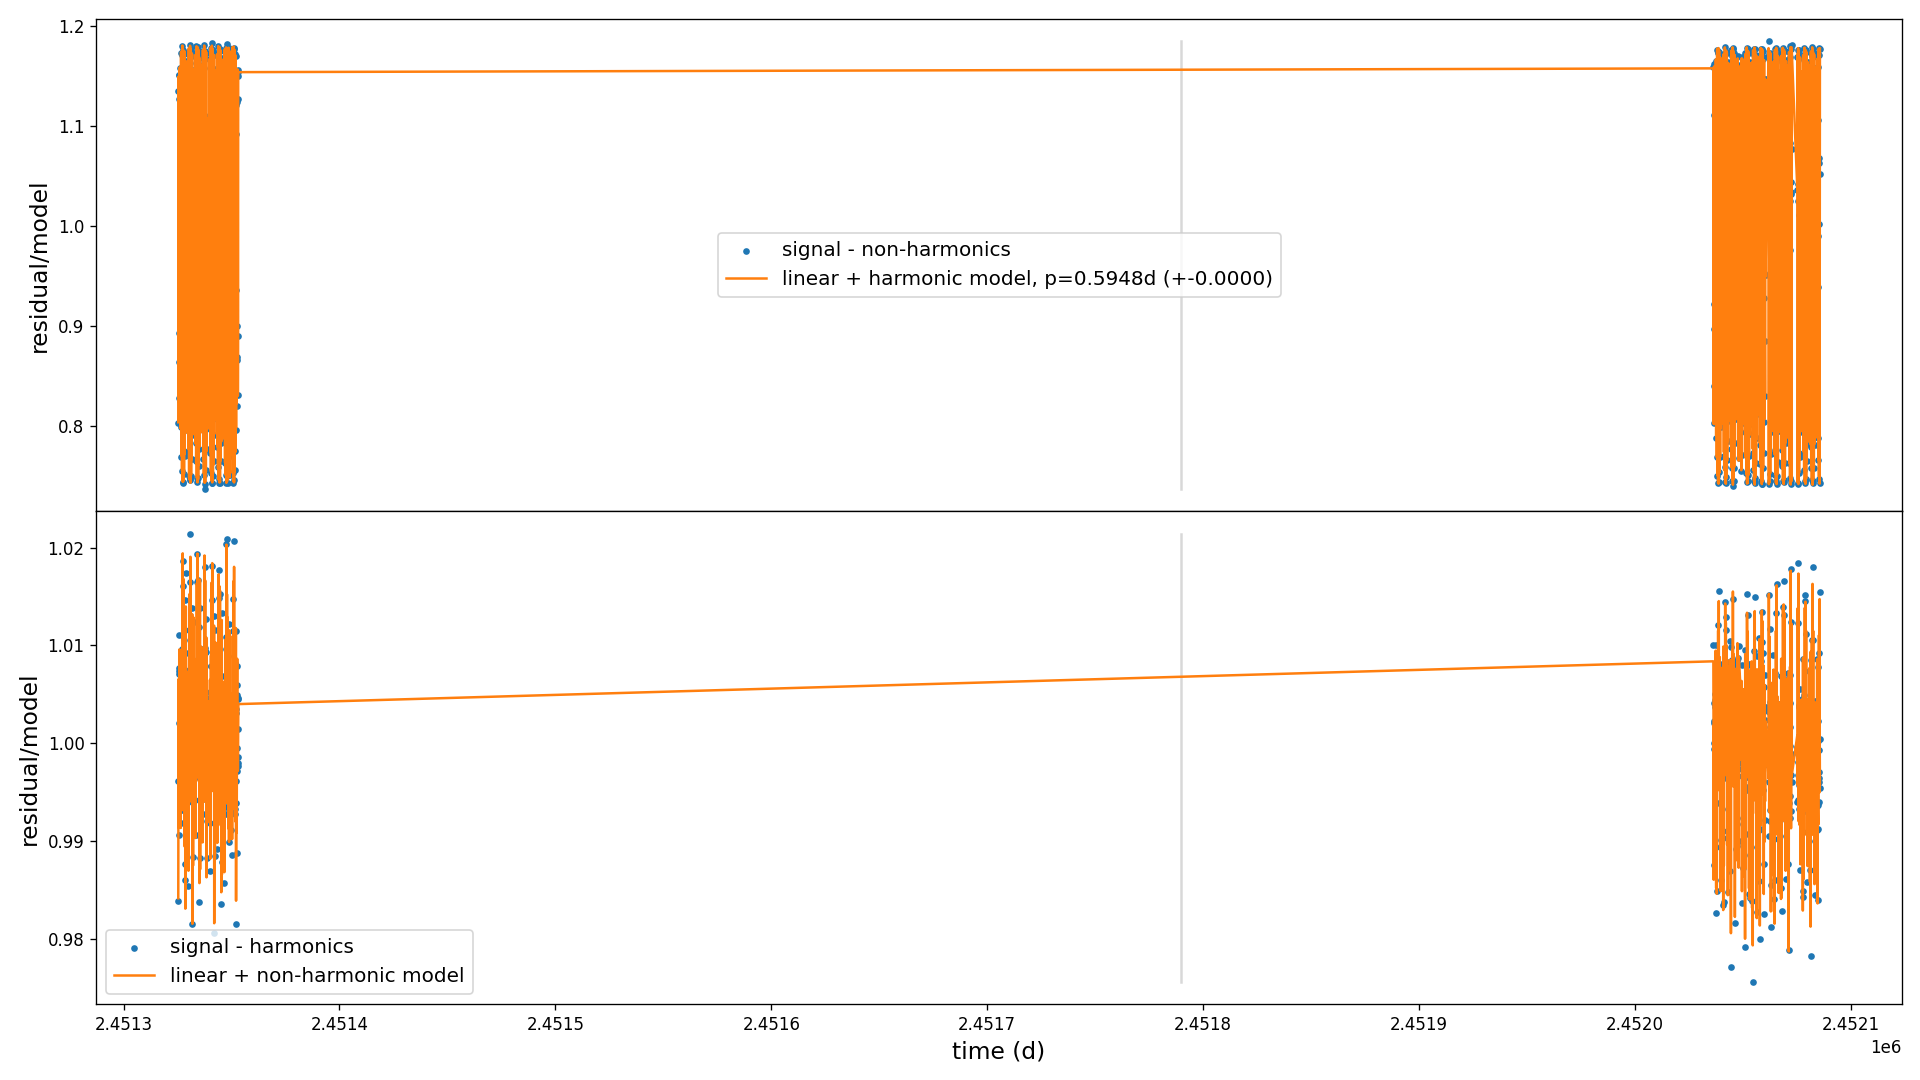 1.2
1.1
1.0
0.9
0.8
residual/model
signal - non-harmonics
linear + harmonic model, p=0.5948d (+-0.0000)
1.02
1.01
1.00
0.99
0.98
residual/model
signal - harmonics
linear + non-harmonic model
2.4513 2.4514 2.4515 2.4516 2.4517 2.4518 2.4519 2.4520 2.4521
time (d)
1e6